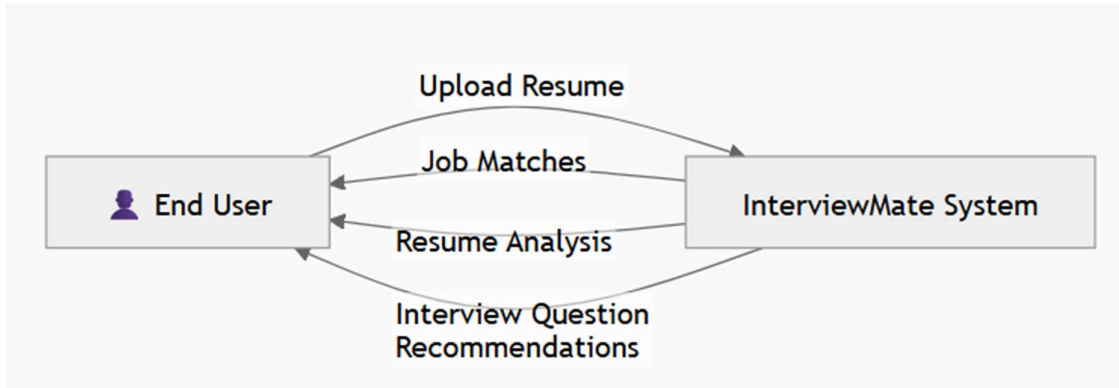 Upload Resume
Job Matches
End User
InterviewMate System
Resume Analysis
Interview Question
Recommendations